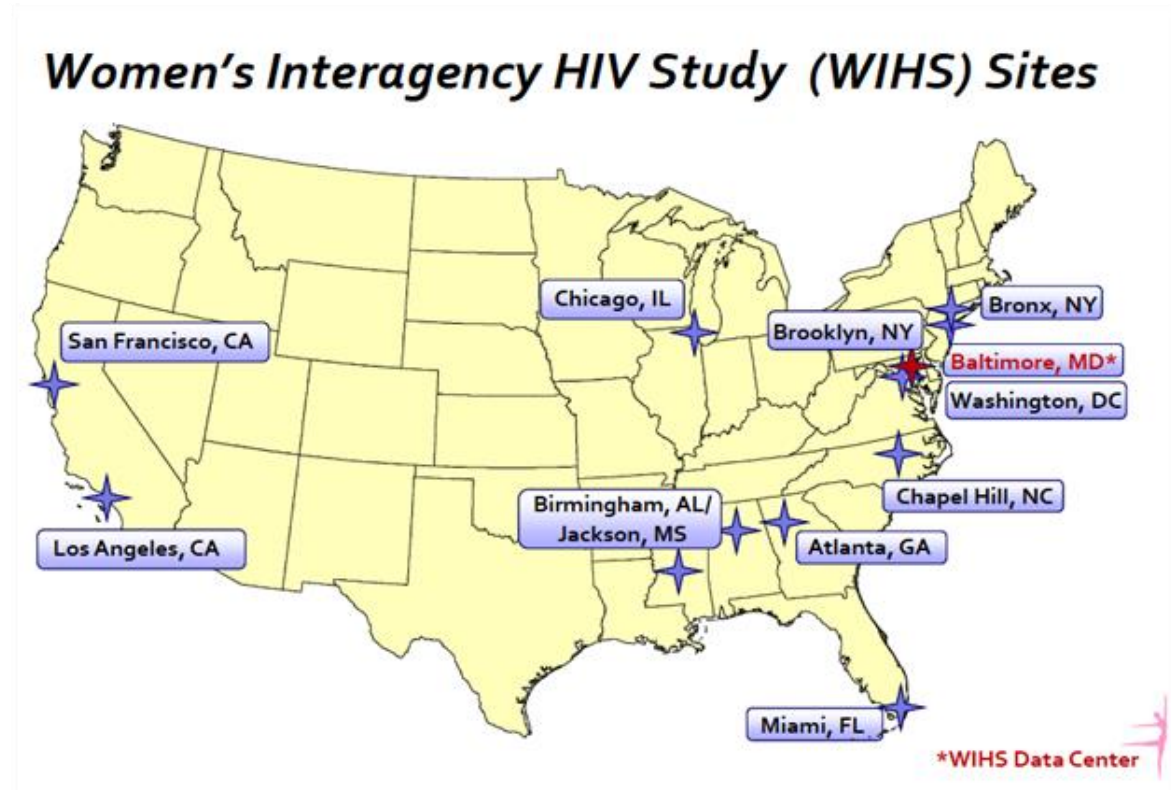 Women's Interagency HIV Study (WIHS) Sites
Chicago, IL
Bronx, NY
Brooklyn, NY
San Francisco, CA
Baltimore, MD*
Washington, DC
Birmingham, AL/
Jackson, MS
Chapel Hill, NC
Los Angeles, CA
Atlanta, GA
Miami, FL
*WIHS Data Center